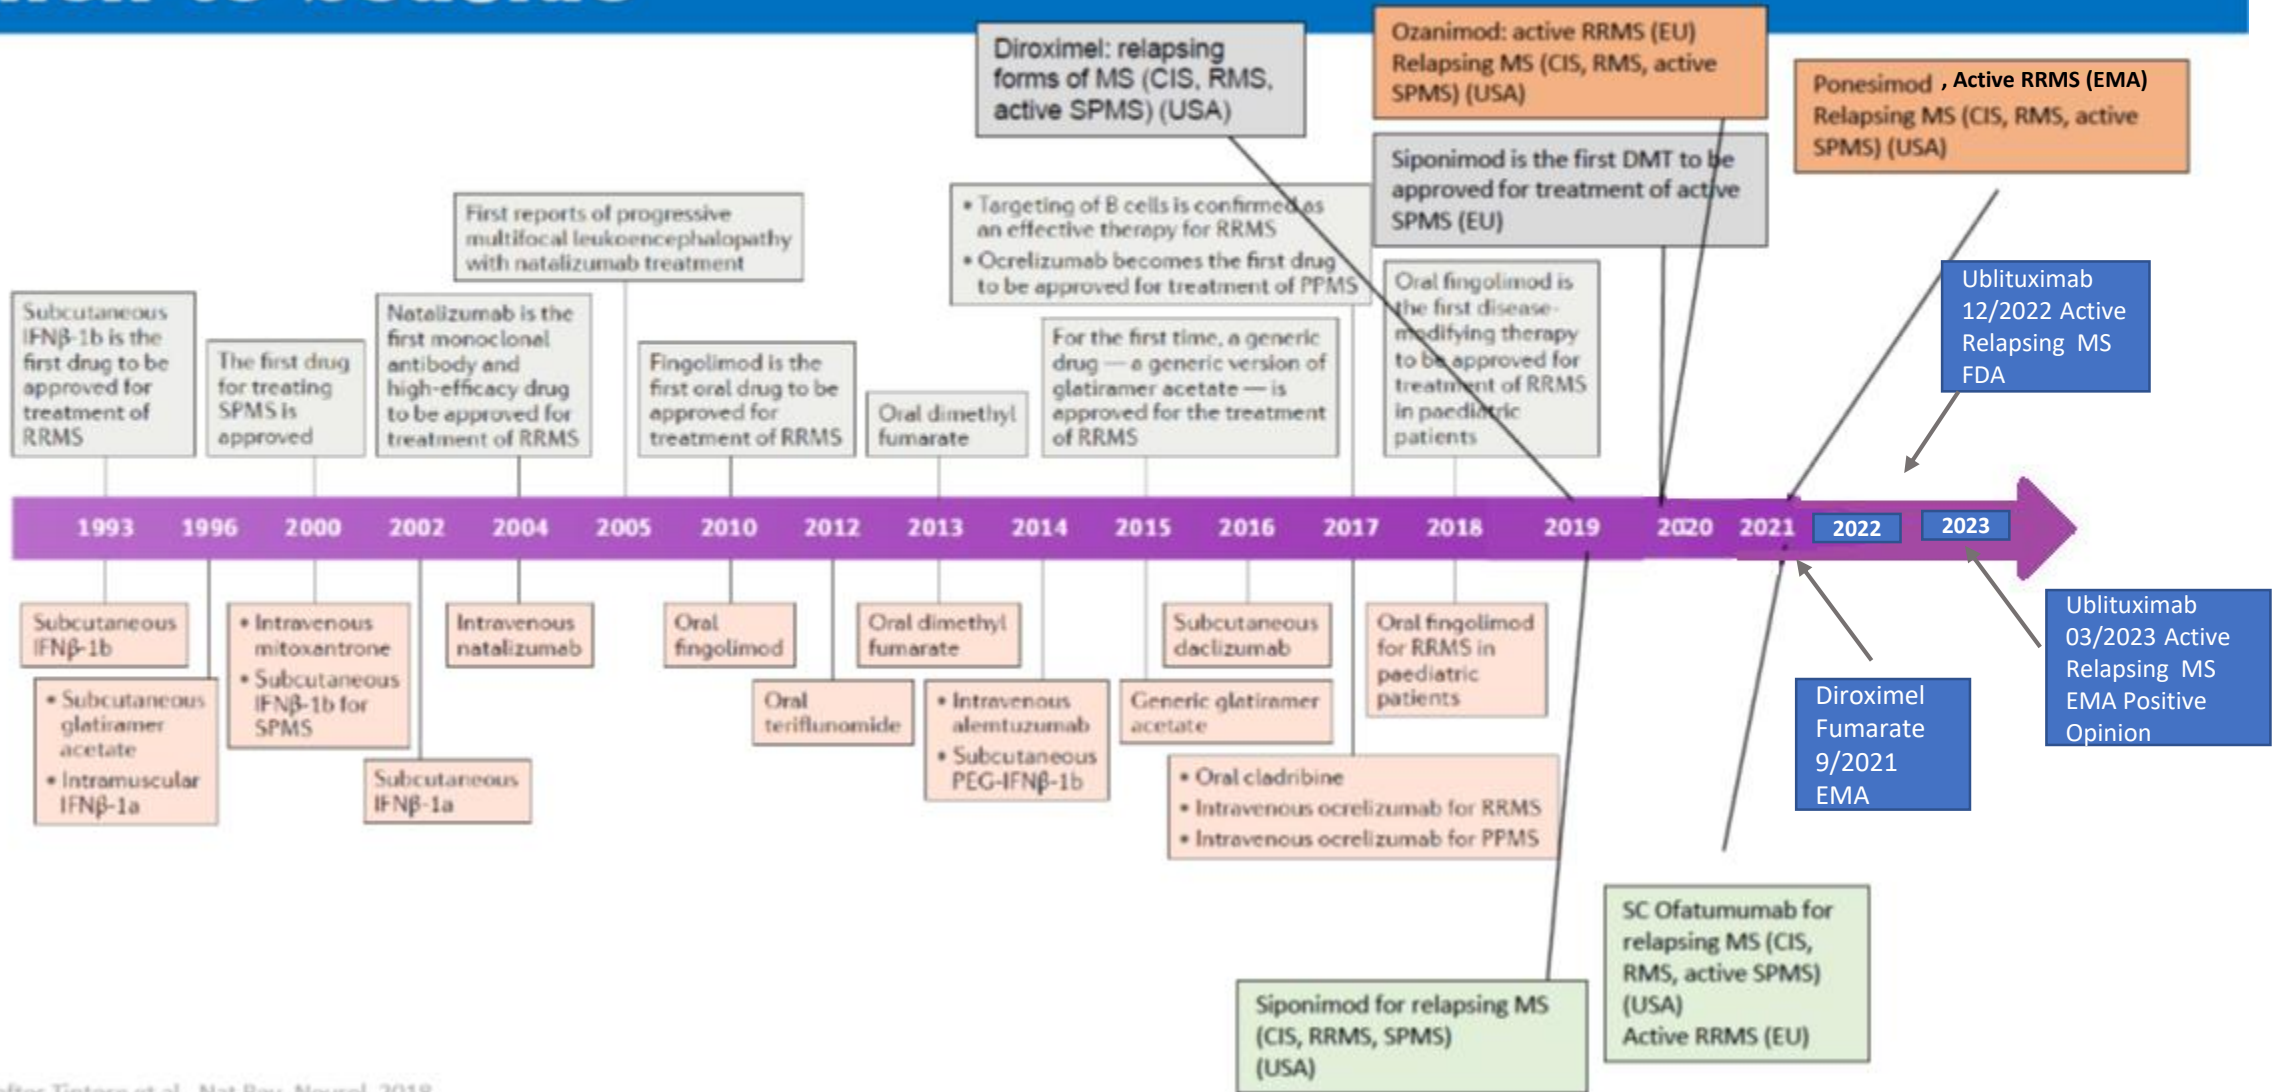 to bedside
Diroximel: relapsing
forms of MS (CIS, RMS,
active SPMS) (USA)
Ozanimod: active RRMS (EU)
Relapsing MS (CIS, RMS, active
SPMS) (USA)
Ponesimod , Active RRMS (EMA)
Relapsing MS (CIS, RMS, active
SPMS) (USA)
Siponimod is the first DMT to be
approved for treatment of active
SPMS (EU)
First reports of progressive
multifocal leukoencephalopathy
with natalizumab treatment
• Targeting of B cells is confirmed as
an effective therapy for RRMS
• Ocrelizumab becomes the first drug
to be approved for treatment of PPMS
Subcutaneous
IFNβ-1b is the
first drug to be
approved for
treatment of
RRMS
The first drug
for treating
SPMS is
approved
Natalizumab is the
first monoclonal
antibody and
high-efficacy drug
to be approved for
treatment of RRMS
Fingolimod is the
first oral drug to be
approved for
treatment of RRMS
Oral dimethyl
fumarate
For the first time, a generic
drug — a generic version of
glatiramer acetate — is
approved for the treatment
of RRMS
Oral fingolimod is
the first disease-
modifying therapy
to be approved for
treatment of RRMS
in paediatric
patients
Ublituximab
12/2022 Active
Relapsing MS
FDA
1993 1996 2000 2002 2004 2005 2010 2012 2013 2014 2015 2016 2017 2018 2019 2020 2021 2022 2023
Subcutaneous
IFNβ-1b
• Subcutaneous
glatiramer
acetate
• Intramuscular
IFNβ-1a
• Intravenous
mitoxantrone
• Subcutaneous
IFNβ-1b for
SPMS
Subcutaneous
IFNβ-1a
Intravenous
natalizumab
Oral
fingolimod
Oral
teriflunomide
Oral dimethyl
fumarate
• Intravenous
alemtuzumab
• Subcutaneous
PEG-IFNβ-1b
Subcutaneous
daclizumab
Generic glatiramer
acetate
• Oral cladribine
• Intravenous ocrelizumab for RRMS
• Intravenous ocrelizumab for PPMS
Oral fingolimod
for RRMS in
paediatric
patients
Siponimod for relapsing MS
(CIS, RRMS, SPMS)
(USA)
SC Ofatumumab for
relapsing MS (CIS,
RMS, active SPMS)
(USA)
Active RRMS (EU)
Diroximel
Fumarate
9/2021
EMA
Ublituximab
03/2023 Active
Relapsing MS
EMA Positive
Opinion
after Tintore et al., Nat Rev. Neurol. 2018